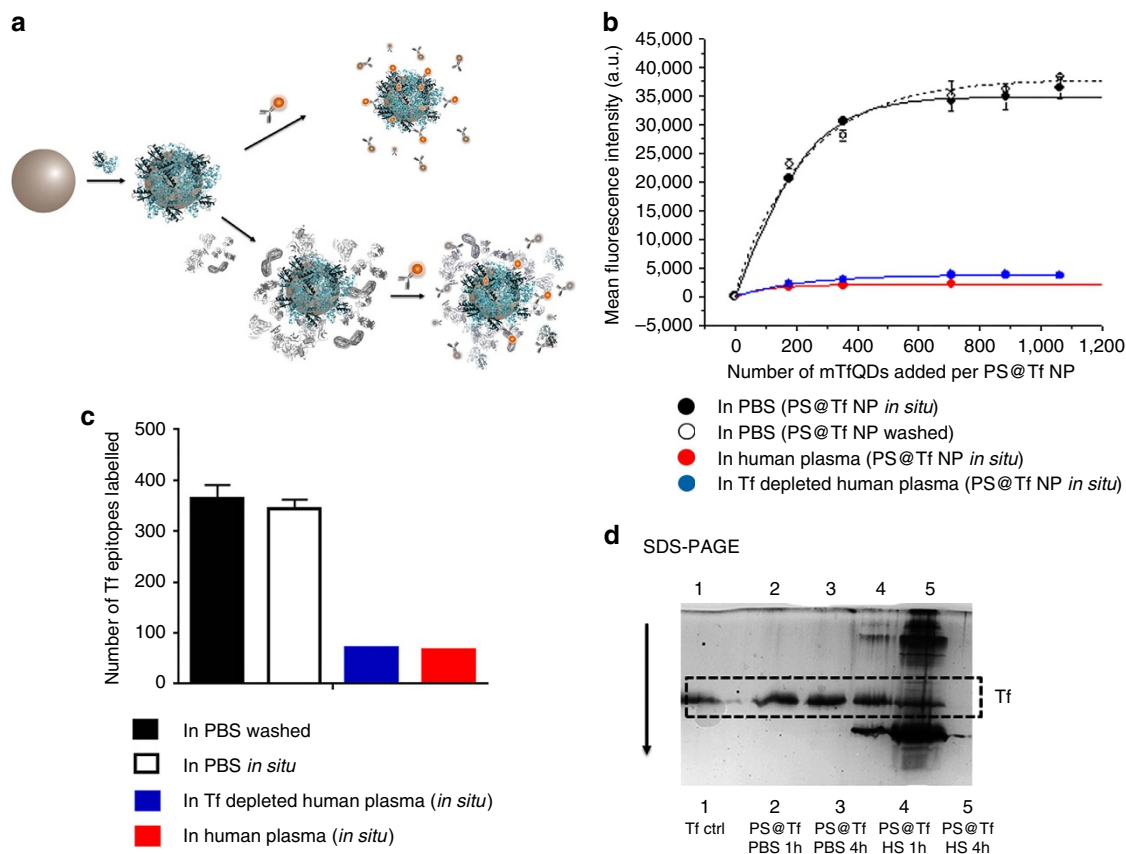 a
b
Mean fluorescence intensity (a.u.)
45,000
40,000
35,000
30,000
25,000
20,000
15,000
10,000
5,000
0
–5,000
0 200 400 600 800 1,000 1,200
Number of mTfQDs added per PS@Tf NP
In PBS (PS@Tf NP in situ)
In PBS (PS@Tf NP washed)
In human plasma (PS@Tf NP in situ)
In Tf depleted human plasma (PS@Tf NP in situ)
c
Number of Tf epitopes labelled
500
400
300
200
100
0
In PBS washed
In PBS in situ
In Tf depleted human plasma (in situ)
In human plasma (in situ)
d
SDS-PAGE
1 2 3 4 5
Tf
1 2 3 4 5
Tf ctrl PS@Tf PS@Tf PS@Tf PS@Tf
PBS 1h PBS 4h HS 1h HS 4h